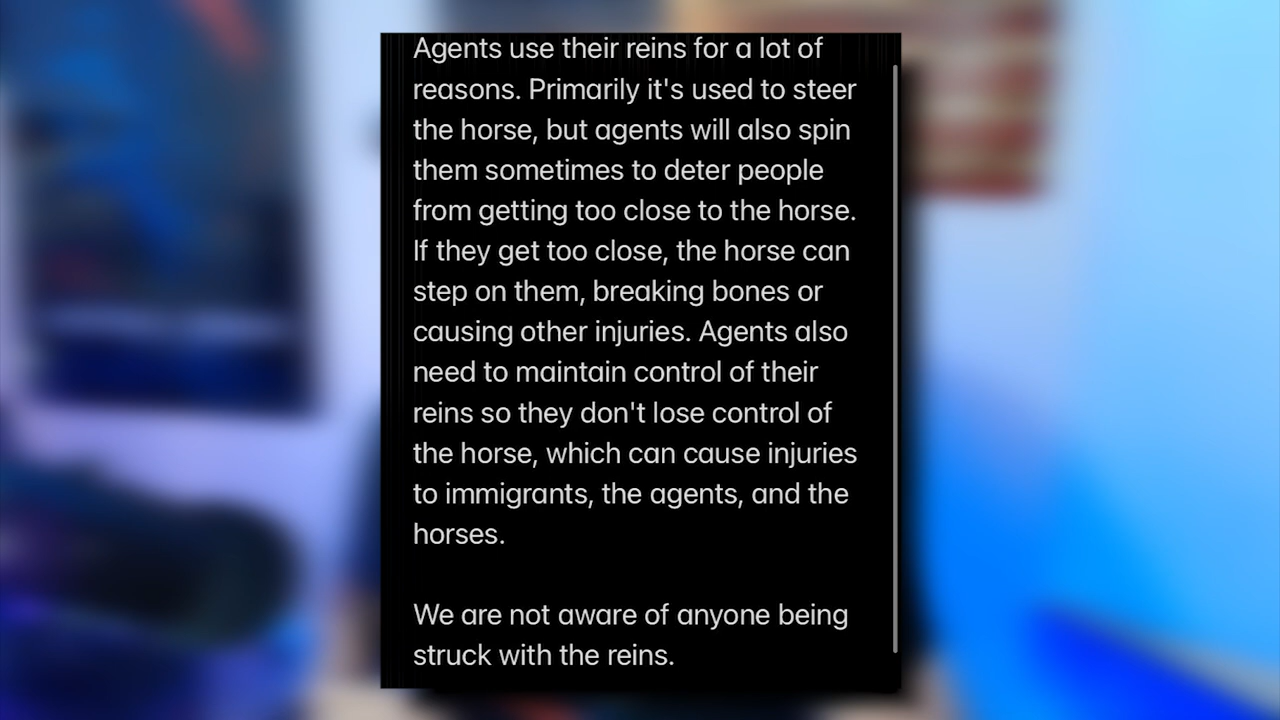 Agents use their reins for a lot of
reasons. Primarily it's used to steer
the horse, but agents will also spin
them sometimes to deter people
from getting too close to the horse.
If they get too close, the horse can
step on them, breaking bones or
causing other injuries. Agents also
need to maintain control of their
reins so they don't lose control of
the horse, which can cause injuries
to immigrants, the agents, and the
horses.
We are not aware of anyone being
struck with the reins.